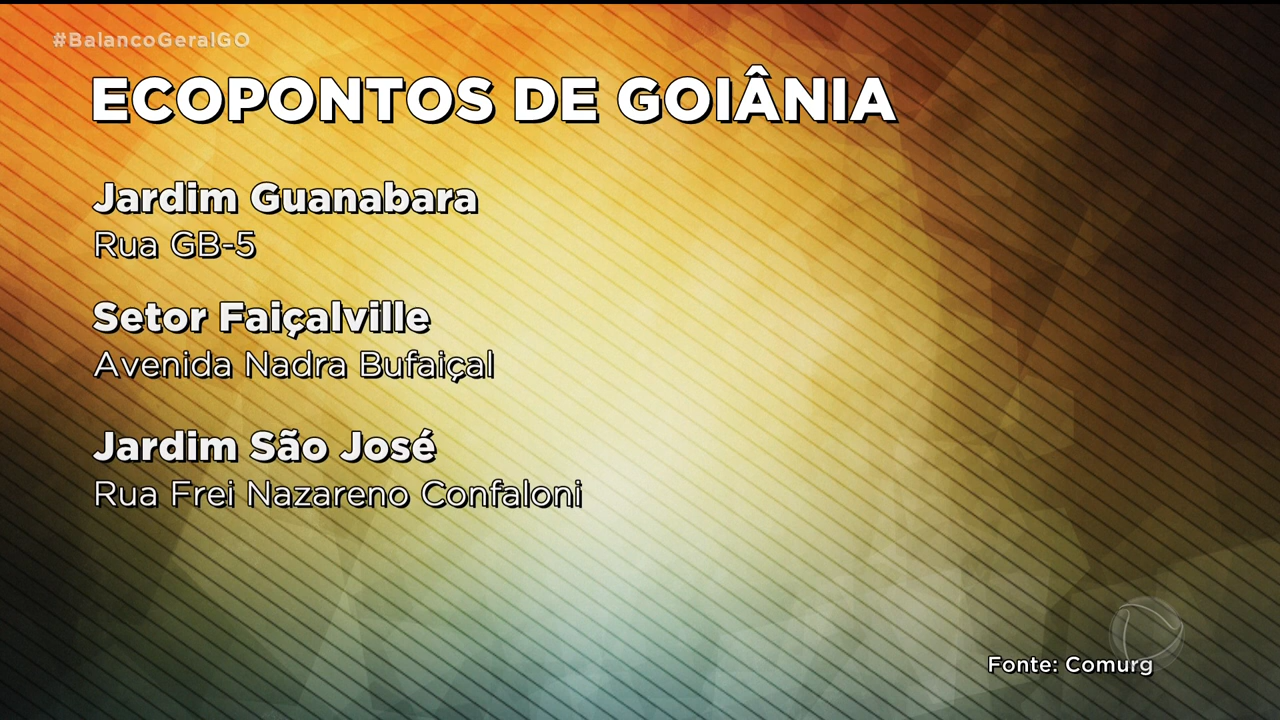 #BalancoGeralGO
ECOPONTOS DE GOIÂNIA
Jardim Guanabara
Rua GB-5
Setor Faiçalville
Avenida Nadra Bufaiçal
Jardim São José
Rua Frei Nazareno Confaloni
Fonte: Comurg